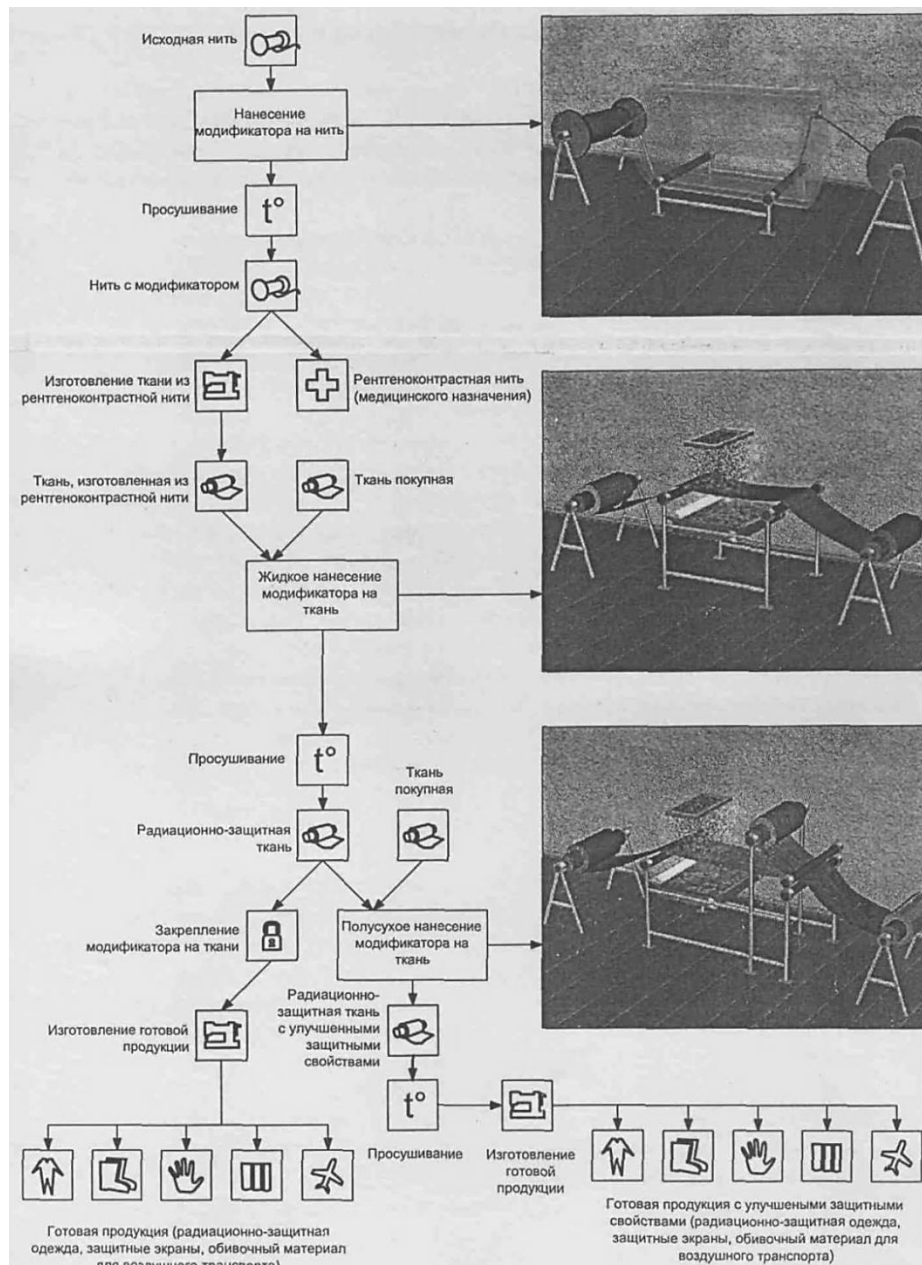 Исходная нить
Нанесение
модификатора на нить
Просушивание
t°
Нить с модификатором
Изготовление ткани из
рентгеноконтрастной нити
Рентгеноконтрастная нить
(медицинского назначения)
Ткань, изготовленная из
рентгеноконтрастной нити
Ткань покупная
Жидкое нанесение
модификатора на
ткань
Просушивание
t°
Ткань
покупная
Радиационно-защитная
ткань
Закрепление
модификатора на ткани
Полусухое нанесение
модификатора на
ткань
Радиационно-
защитная ткань
с улучшенными
защитными
свойствами
Изготовление готовой
продукции
t°
Просушивание
Изготовление
готовой
продукции
Готовая продукция (радиационно-защитная
одежда, защитные экраны, обивочный материал
для воздушного транспорта)
Готовая продукция с улучшеными защитными
свойствами (радиационно-защитная одежда,
защитные экраны, обивочный материал для
воздушного транспорта)